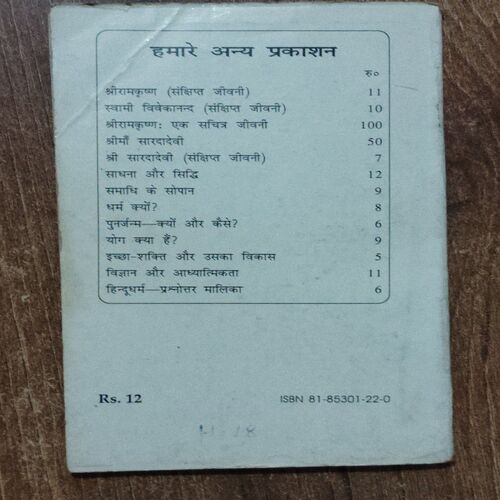 हमारे अन्य प्रकाशन
रु०
श्रीरामकृष्ण (संक्षिप्त जीवनी) 11
स्वामी विवेकानन्द (संक्षिप्त जीवनी) 10
श्रीरामकृष्ण: एक सचित्र जीवनी 100
श्रीमाँ सारदादेवी 50
श्री सारदादेवी (संक्षिप्त जीवनी) 7
साधना और सिद्धि 12
समाधि के सोपान 9
धर्म क्यों? 8
पुनर्जन्म—क्यों और कैसे? 6
योग क्या हैं? 9
इच्छा-शक्ति और उसका विकास 5
विज्ञान और आध्यात्मिकता 11
हिन्दूधर्म—प्रश्नोत्तर मालिका 6
Rs. 12 ISBN 81-85301-22-0